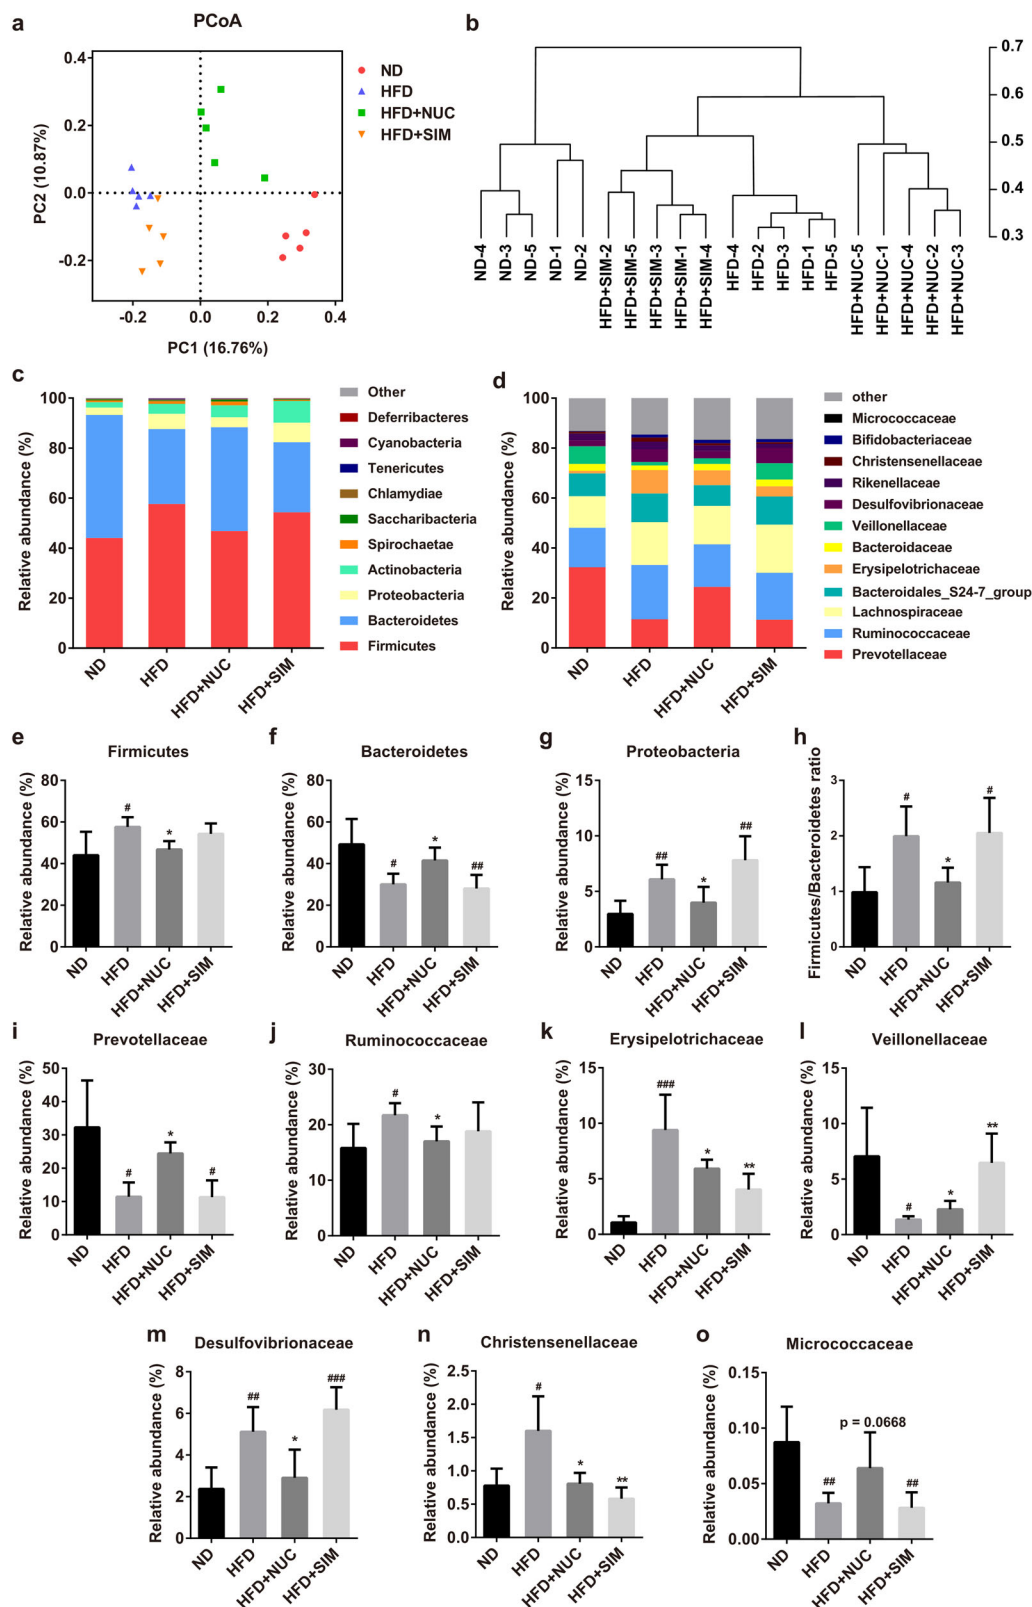 a
PCoA
0.4
0.2
0.0
-0.2
-0.2
0.0
0.2
0.4
PC2 (10.87%)
PC1 (16.76%)
ND
HFD
HFD+NUC
HFD+SIM
b
0.7
0.6
0.5
0.4
0.3
ND-4
ND-3
ND-5
ND-1
ND-2
HFD+SIM-2
HFD+SIM-5
HFD+SIM-3
HFD+SIM-1
HFD+SIM-4
HFD-4
HFD-2
HFD-3
HFD-1
HFD-5
HFD+NUC-5
HFD+NUC-1
HFD+NUC-4
HFD+NUC-2
HFD+NUC-3
c
Relative abundance (%)
100
80
60
40
20
0
ND
HFD
HFD+NUC
HFD+SIM
Other
Deferribacteres
Cyanobacteria
Tenericutes
Chlamydiae
Saccharibacteria
Spirochaetae
Actinobacteria
Proteobacteria
Bacteroidetes
Firmicutes
d
Relative abundance (%)
100
80
60
40
20
0
ND
HFD
HFD+NUC
HFD+SIM
other
Micrococcaceae
Bifidobacteriaceae
Christensenellaceae
Rikenellaceae
Desulfovibrionaceae
Veillonellaceae
Bacteroidaceae
Erysipelotrichaceae
Bacteroidales_S24-7_group
Lachnospiraceae
Ruminococcaceae
Prevotellaceae
e
Firmicutes
Relative abundance (%)
80
60
40
20
0
#
*
ND
HFD
HFD+NUC
HFD+SIM
f
Bacteroidetes
Relative abundance (%)
80
60
40
20
0
#
*
##
ND
HFD
HFD+NUC
HFD+SIM
g
Proteobacteria
Relative abundance (%)
15
10
5
0
##
*
##
ND
HFD
HFD+NUC
HFD+SIM
h
Firmicutes/Bacteroidetes ratio
3
2
1
0
#
*
#
ND
HFD
HFD+NUC
HFD+SIM
i
Prevotellaceae
Relative abundance (%)
50
40
30
20
10
0
#
*
#
ND
HFD
HFD+NUC
HFD+SIM
j
Ruminococcaceae
Relative abundance (%)
30
20
10
0
#
*
ND
HFD
HFD+NUC
HFD+SIM
k
Erysipelotrichaceae
Relative abundance (%)
15
10
5
0
###
*
**
ND
HFD
HFD+NUC
HFD+SIM
l
Veillonellaceae
Relative abundance (%)
15
10
5
0
#
*
**
ND
HFD
HFD+NUC
HFD+SIM
m
Desulfovibrionaceae
Relative abundance (%)
8
6
4
2
0
##
*
###
ND
HFD
HFD+NUC
HFD+SIM
n
Christensenellaceae
Relative abundance (%)
2.5
2.0
1.5
1.0
0.5
0.0
#
*
**
ND
HFD
HFD+NUC
HFD+SIM
o
Micrococcaceae
Relative abundance (%)
0.15
0.10
0.05
0.00
##
p = 0.0668
##
ND
HFD
HFD+NUC
HFD+SIM